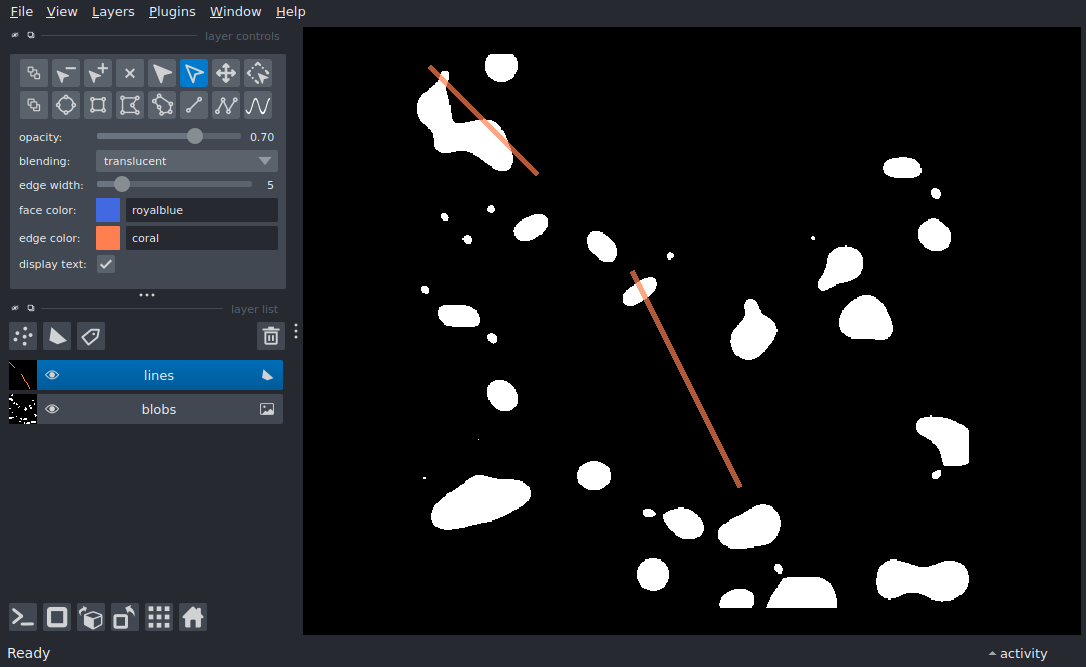 File View Layers Plugins Window Help
layer controls
opacity: 0.70
blending: translucent
edge width: 5
face color: royalblue
edge color: coral
display text:
layer list
lines
blobs
Ready
activity